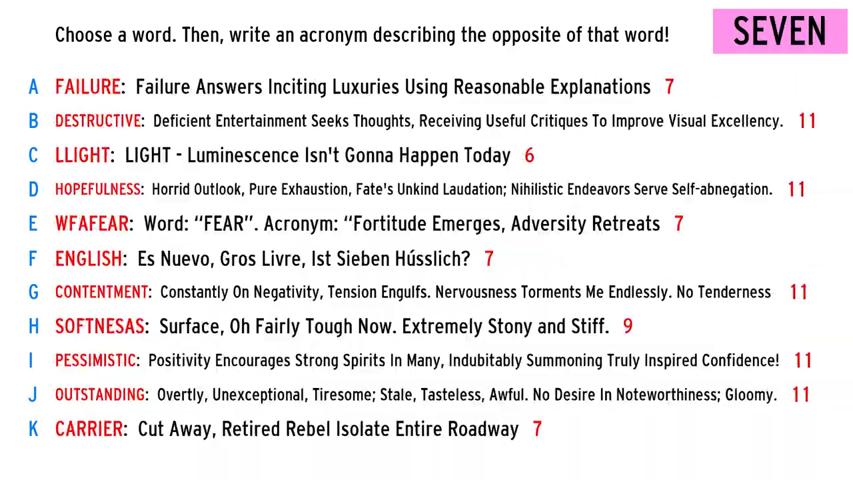 Choose a word. Then, write an acronym describing the opposite of that word! SEVEN
A FAILURE: Failure Answers Inciting Luxuries Using Reasonable Explanations 7
B DESTRUCTIVE: Deficient Entertainment Seeks Thoughts, Receiving Useful Critiques To Improve Visual Excellency. 11
C LLIGHT: LIGHT - Luminescence Isn't Gonna Happen Today 6
D HOPEFULNESS: Horrid Outlook, Pure Exhaustion, Fate's Unkind Laudation; Nihilistic Endeavors Serve Self-abnegation. 11
E WFAFEAR: Word: “FEAR”. Acronym: “Fortitude Emerges, Adversity Retreats 7
F ENGLISH: Es Nuevo, Gros Livre, Ist Sieben Hússlich? 7
G CONTENTMENT: Constantly On Negativity, Tension Engulfs. Nervousness Torments Me Endlessly. No Tenderness 11
H SOFTNESAS: Surface, Oh Fairly Tough Now. Extremely Stony and Stiff. 9
I PESSIMISTIC: Positivity Encourages Strong Spirits In Many, Indubitably Summoning Truly Inspired Confidence! 11
J OUTSTANDING: Overtly, Unexceptional, Tiresome; Stale, Tasteless, Awful. No Desire In Noteworthiness; Gloomy. 11
K CARRIER: Cut Away, Retired Rebel Isolate Entire Roadway 7